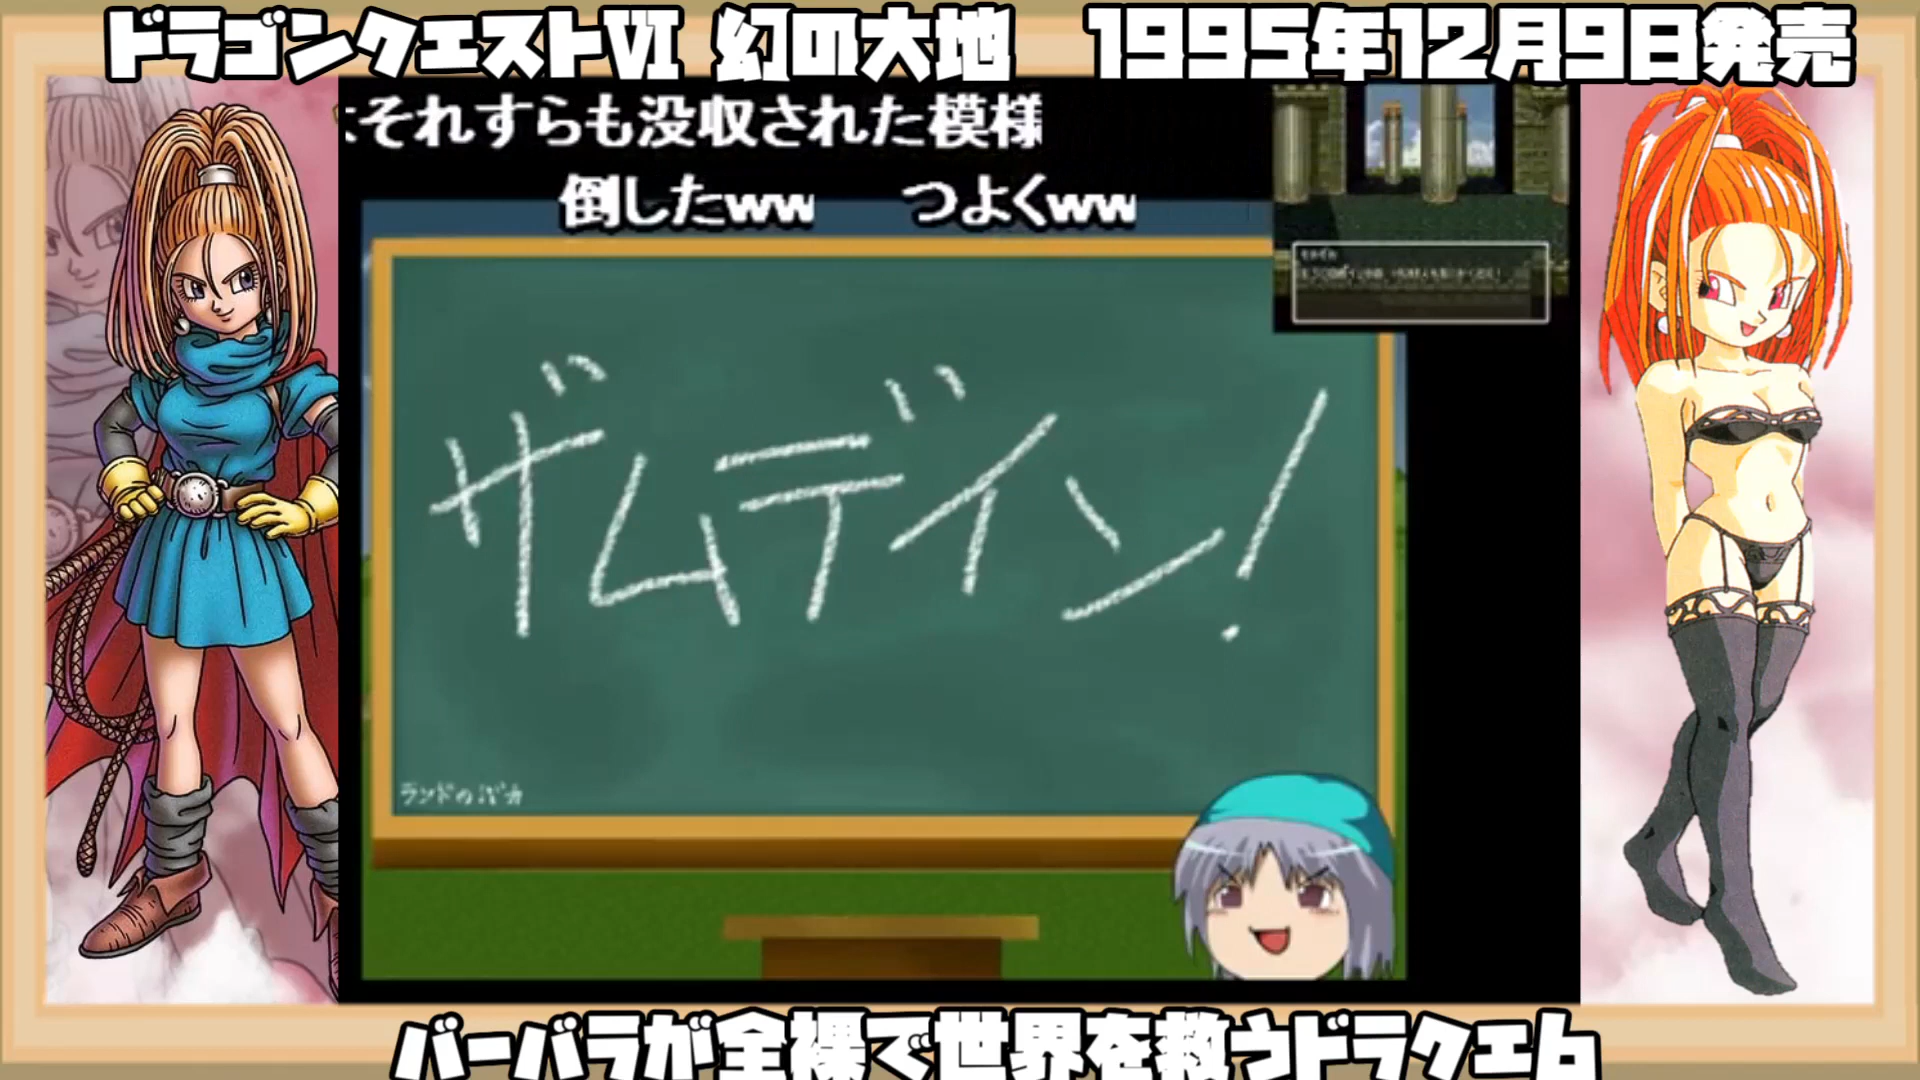 ドラゴンクエストVI 幻の大地　1995年12月9日発売
それすらも没収された模様
倒したww　つよくww
ザムディン!
ランドのバカ
バーバラが全裸で世界を救うドラクエ6